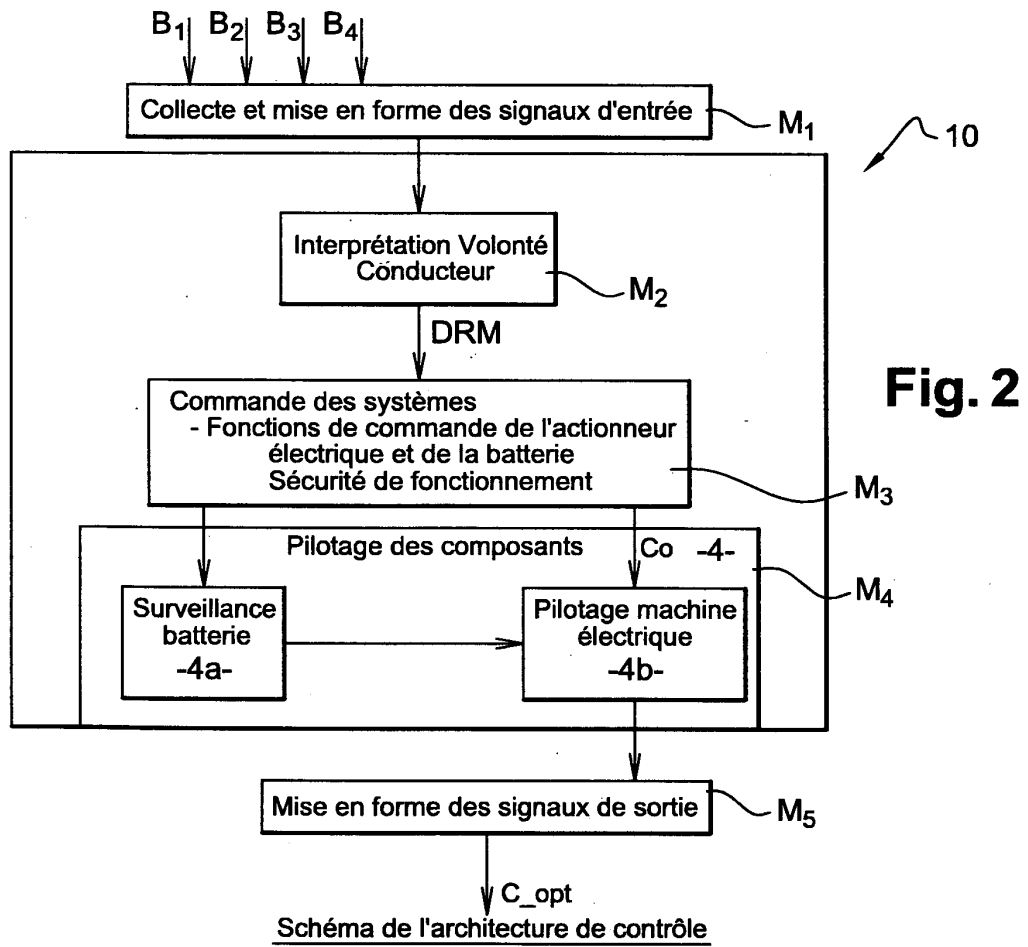 B1 B2 B3 B4
Collecte et mise en forme des signaux d'entrée
M1
10
Interprétation Volonté
Conducteur
M2
DRM
Fig. 2
Commande des systèmes
- Fonctions de commande de l'actionneur
électrique et de la batterie
Sécurité de fonctionnement
M3
Pilotage des composants
Co -4-
M4
Surveillance
batterie
-4a-
Pilotage machine
électrique
-4b-
Mise en forme des signaux de sortie
M5
C_opt
Schéma de l'architecture de contrôle